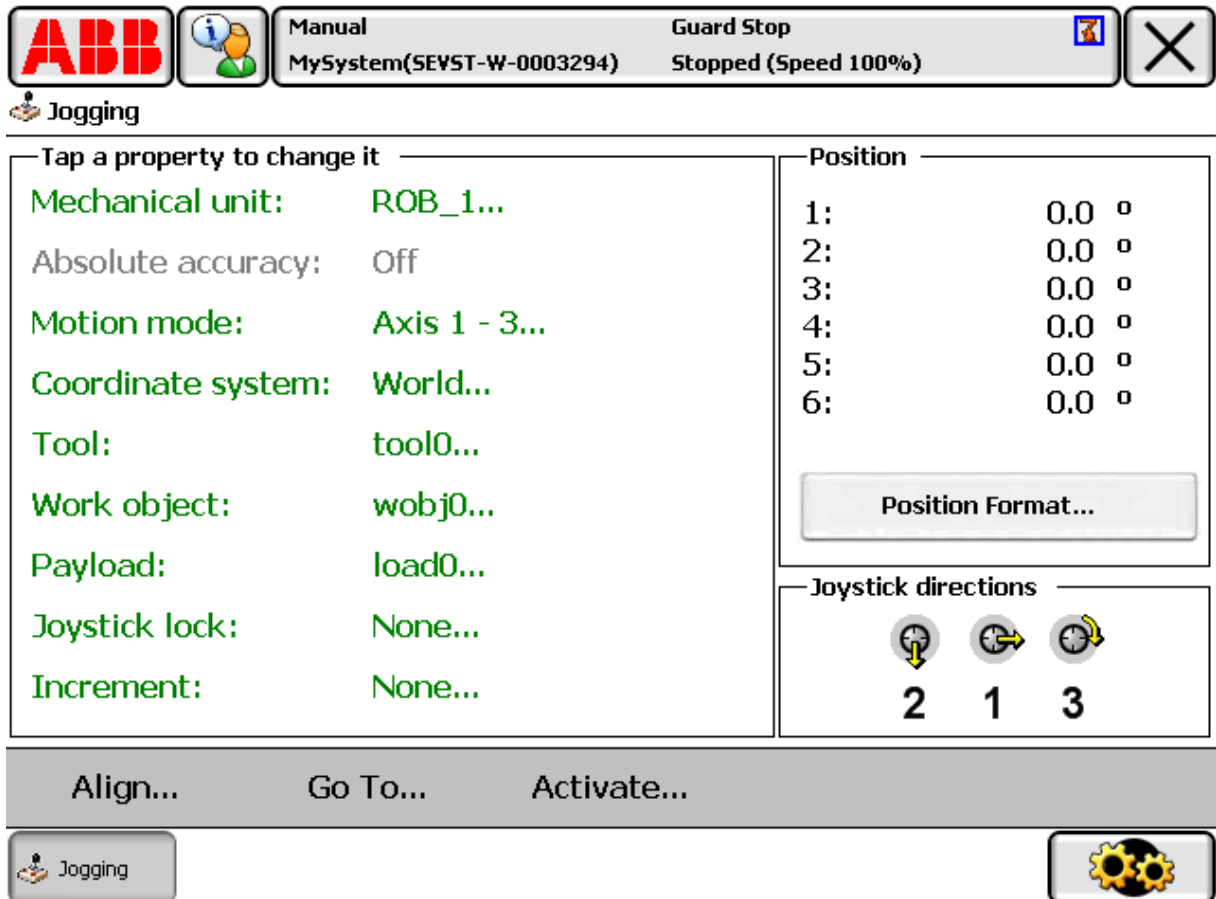 ABB
Manual
MySystem(SEVST-W-0003294)
Guard Stop
Stopped (Speed 100%)
Jogging
Tap a property to change it
Mechanical unit: ROB_1...
Absolute accuracy: Off
Motion mode: Axis 1 - 3...
Coordinate system: World...
Tool: tool0...
Work object: wobj0...
Payload: load0...
Joystick lock: None...
Increment: None...
Position
1: 0.0 º
2: 0.0 º
3: 0.0 º
4: 0.0 º
5: 0.0 º
6: 0.0 º
Position Format...
Joystick directions
2 1 3
Align... Go To... Activate...
Jogging